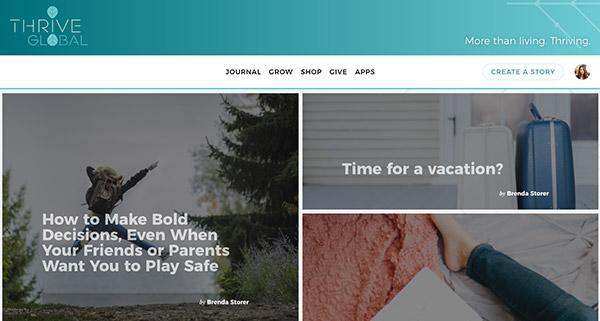 THRIVE
GLOBAL
More than living. Thriving.
JOURNAL GROW SHOP GIVE APPS
CREATE A STORY
How to Make Bold
Decisions, Even When
Your Friends or Parents
Want You to Play Safe
by Brenda Storer
Time for a vacation?
by Brenda Storer